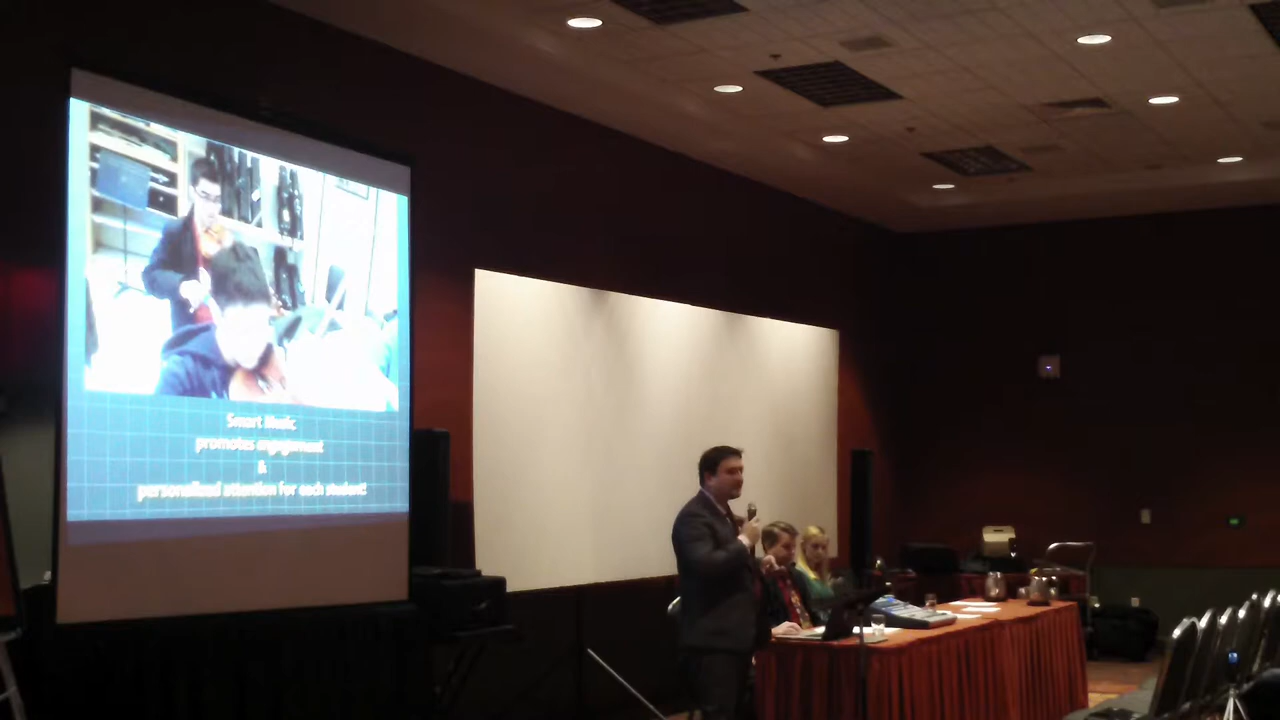 Smart Music
promotes engagement
&
personalized attention for each student!